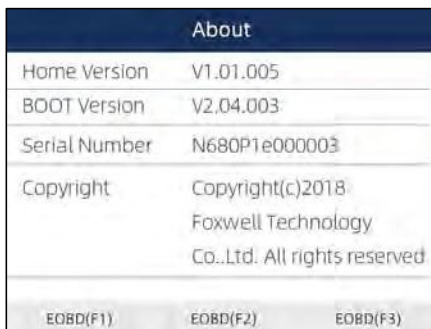 About
Home Version V1.01.005
BOOT Version V2.04.003
Serial Number N680P1e000003
Copyright Copyright(c)2018
Foxwell Technology
Co.,Ltd. All rights reserved
EOBD(F1) EOBD(F2) EOBD(F3)